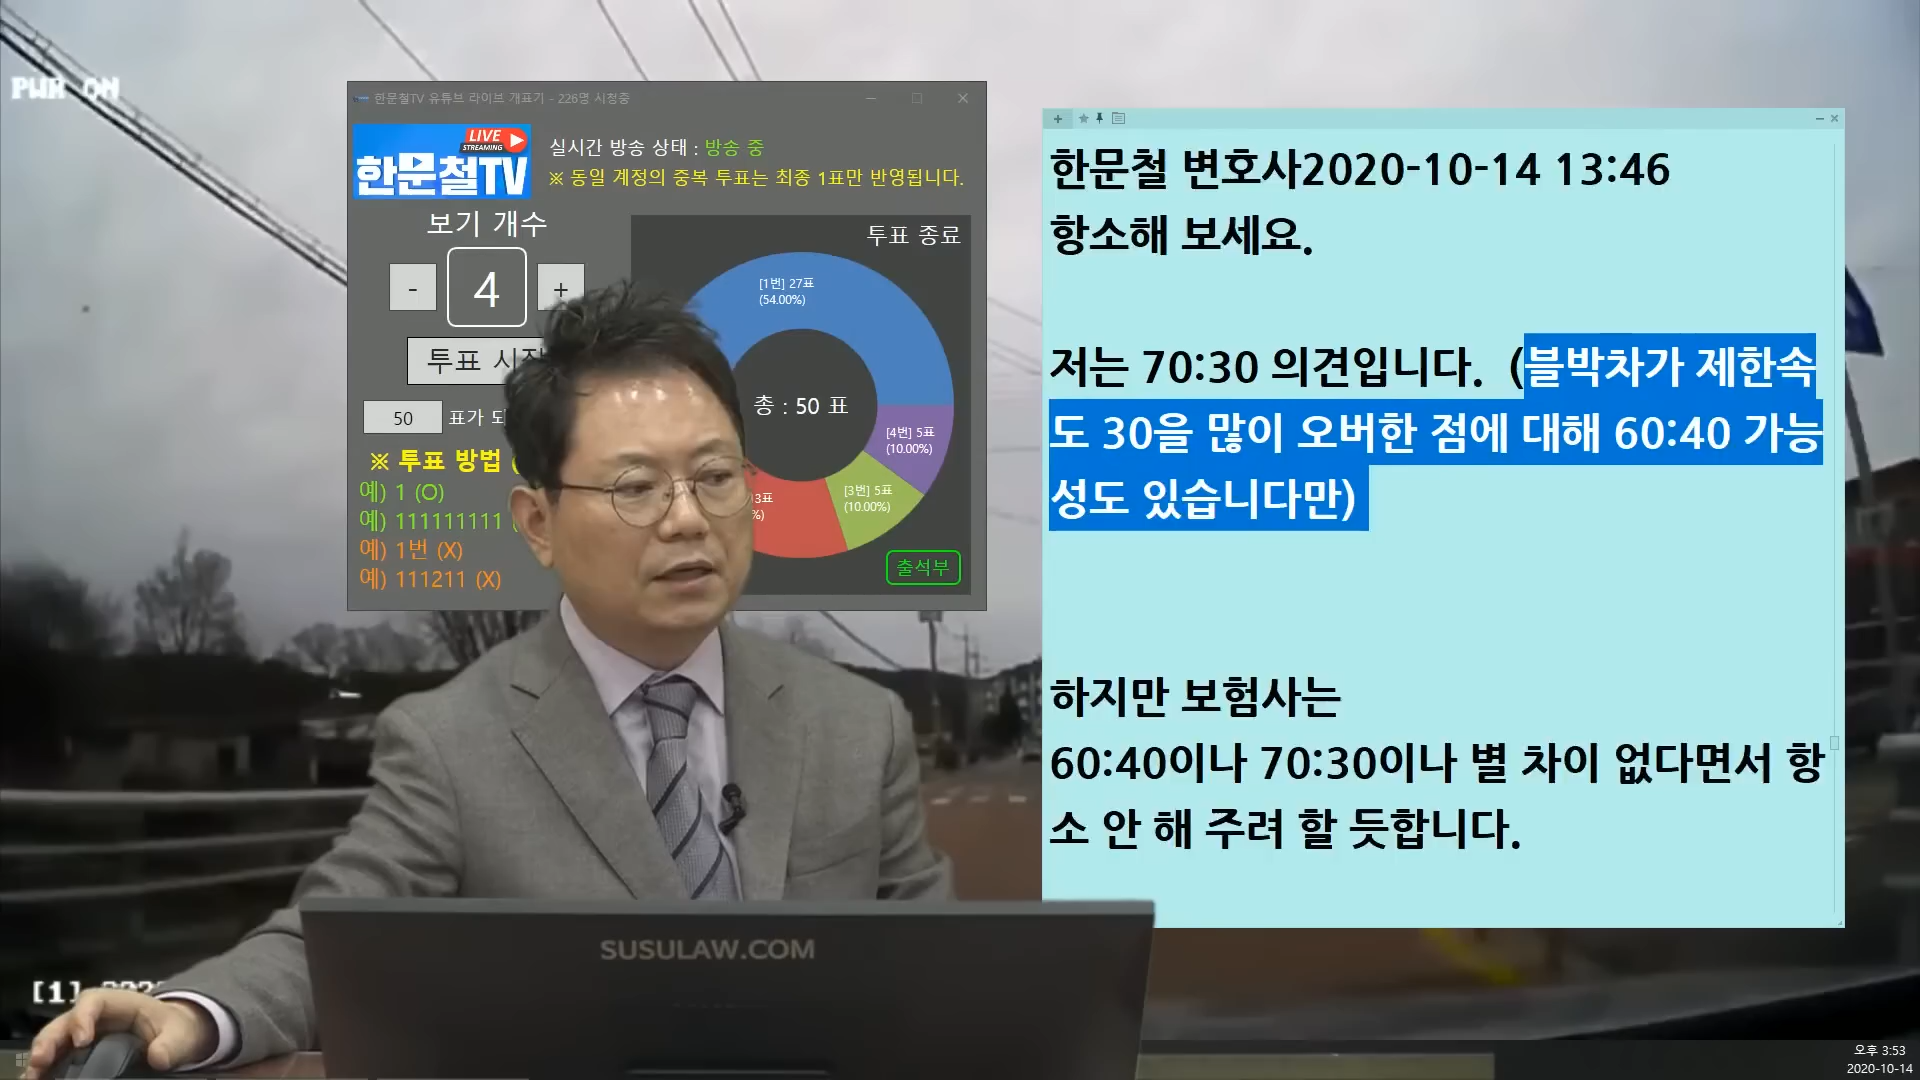 PWR ON
한문철TV 유튜브 라이브 개표기 - 226명 시청중
LIVE
STREAMING
한문철TV
실시간 방송 상태 : 방송 중
※ 동일 계정의 중복 투표는 최종 1표만 반영됩니다.
보기 개수
- 4 +
투표 시작
50 표가 되
※ 투표 방법
예) 1 (O)
예) 111111111
예) 1번 (X)
예) 111211 (X)
투표 종료
[1번] 27표
(54.00%)
총 : 50 표
[4번] 5표
(10.00%)
[3번] 5표
(10.00%)
3표
%)
출석부
한문철 변호사2020-10-14 13:46
항소해 보세요.
저는 70:30 의견입니다. (블박차가 제한속
도 30을 많이 오버한 점에 대해 60:40 가능
성도 있습니다만)
하지만 보험사는
60:40이나 70:30이나 별 차이 없다면서 항
소 안 해 주려 할 듯합니다.
SUSULAW.COM
[1]
오후 3:53
2020-10-14